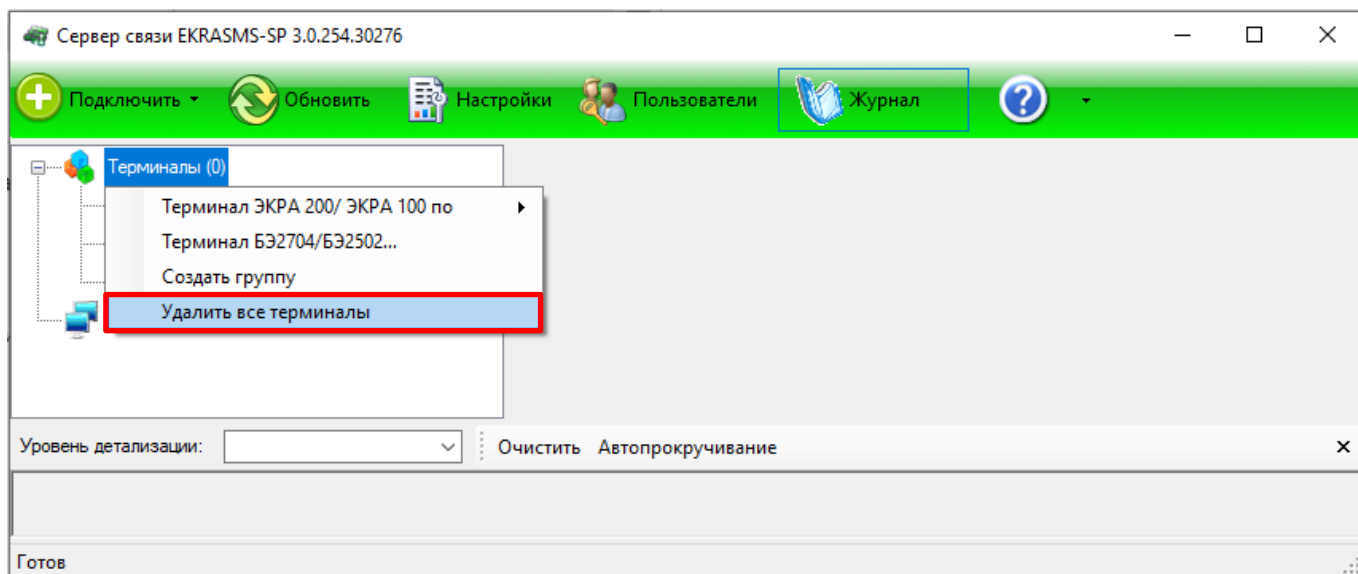 Сервер связи EKRASMS-SP 3.0.254.30276
Подключить Обновить Настройки Пользователи Журнал
Терминалы (0)
Терминал ЭКРА 200/ ЭКРА 100 по
Терминал БЭ2704/БЭ2502...
Создать группу
Удалить все терминалы
Уровень детализации: Очистить Автопрокручивание
Готов